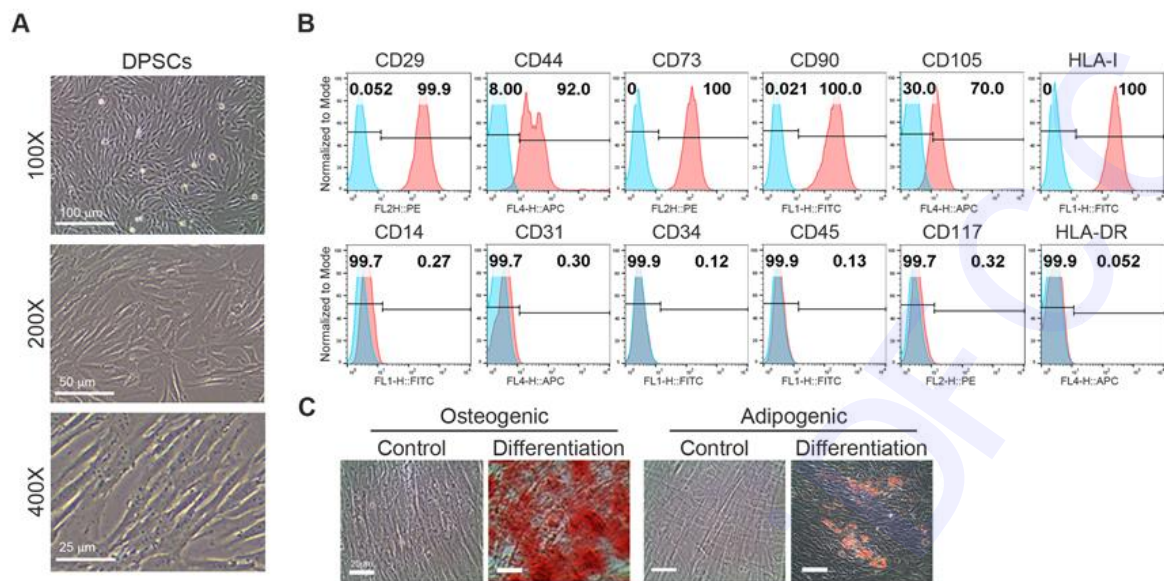 A
DPSCs
100X
100 µm
200X
50 µm
400X
25 µm
B
CD29 CD44 CD73 CD90 CD105 HLA-I
Normalized to Mode
0.052 99.9 8.00 92.0 0 100 0.021 100.0 30.0 70.0 0 100
FL2H::PE FL4-H::APC FL2H::PE FL1-H::FITC FL4-H::APC FL1-H::FITC
CD14 CD31 CD34 CD45 CD117 HLA-DR
Normalized to Mode
99.7 0.27 99.7 0.30 99.9 0.12 99.9 0.13 99.7 0.32 99.9 0.052
FL1-H::FITC FL4-H::APC FL1-H::FITC FL1-H::FITC FL2-H::PE FL4-H::APC
C
Osteogenic Adipogenic
Control Differentiation Control Differentiation